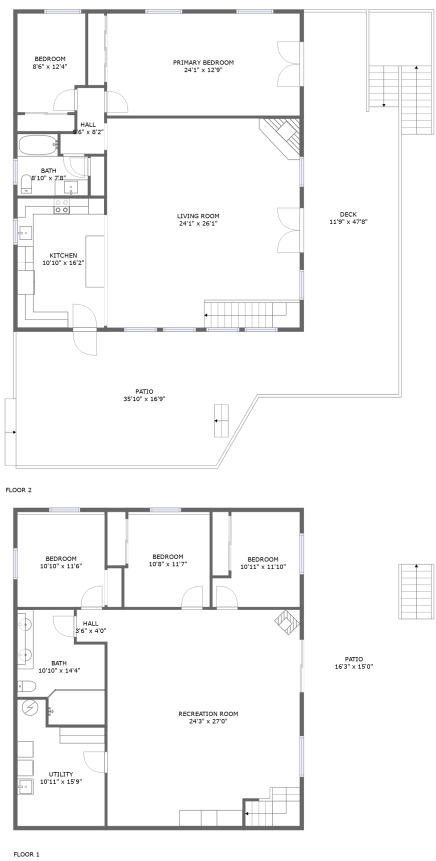 BEDROOM
8'6" x 12'4"
PRIMARY BEDROOM
24'1" x 12'9"
HALL
3'6" x 8'2"
BATH
8'10" x 7'8"
LIVING ROOM
24'1" x 26'1"
DECK
11'9" x 47'8"
KITCHEN
10'10" x 16'2"
PATIO
35'10" x 16'9"
FLOOR 2
BEDROOM
10'10" x 11'6"
BEDROOM
10'8" x 11'7"
BEDROOM
10'11" x 11'10"
HALL
3'6" x 4'0"
BATH
10'10" x 14'4"
PATIO
16'3" x 15'0"
RECREATION ROOM
24'3" x 27'0"
UTILITY
10'11" x 15'9"
FLOOR 1